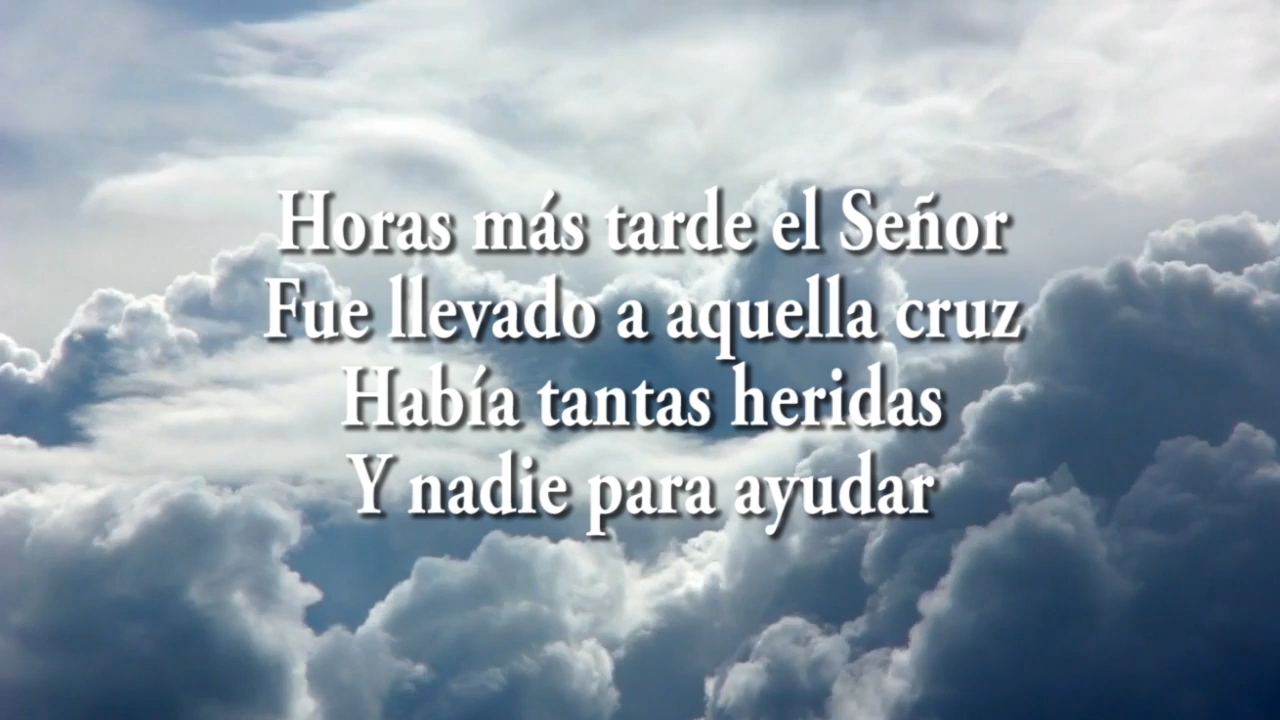 Horas más tarde el Señor
Fue llevado a aquella cruz
Había tantas heridas
Y nadie para ayudar